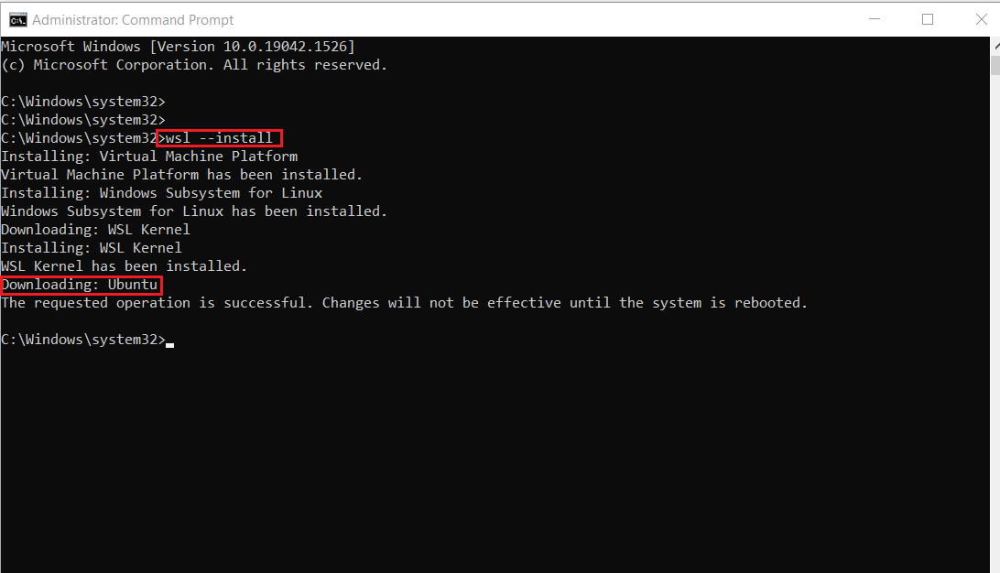 Administrator: Command Prompt
Microsoft Windows [Version 10.0.19042.1526]
(c) Microsoft Corporation. All rights reserved.
C:\Windows\system32>
C:\Windows\system32>
C:\Windows\system32>wsl --install
Installing: Virtual Machine Platform
Virtual Machine Platform has been installed.
Installing: Windows Subsystem for Linux
Windows Subsystem for Linux has been installed.
Downloading: WSL Kernel
Installing: WSL Kernel
WSL Kernel has been installed.
Downloading: Ubuntu
The requested operation is successful. Changes will not be effective until the system is rebooted.
C:\Windows\system32>